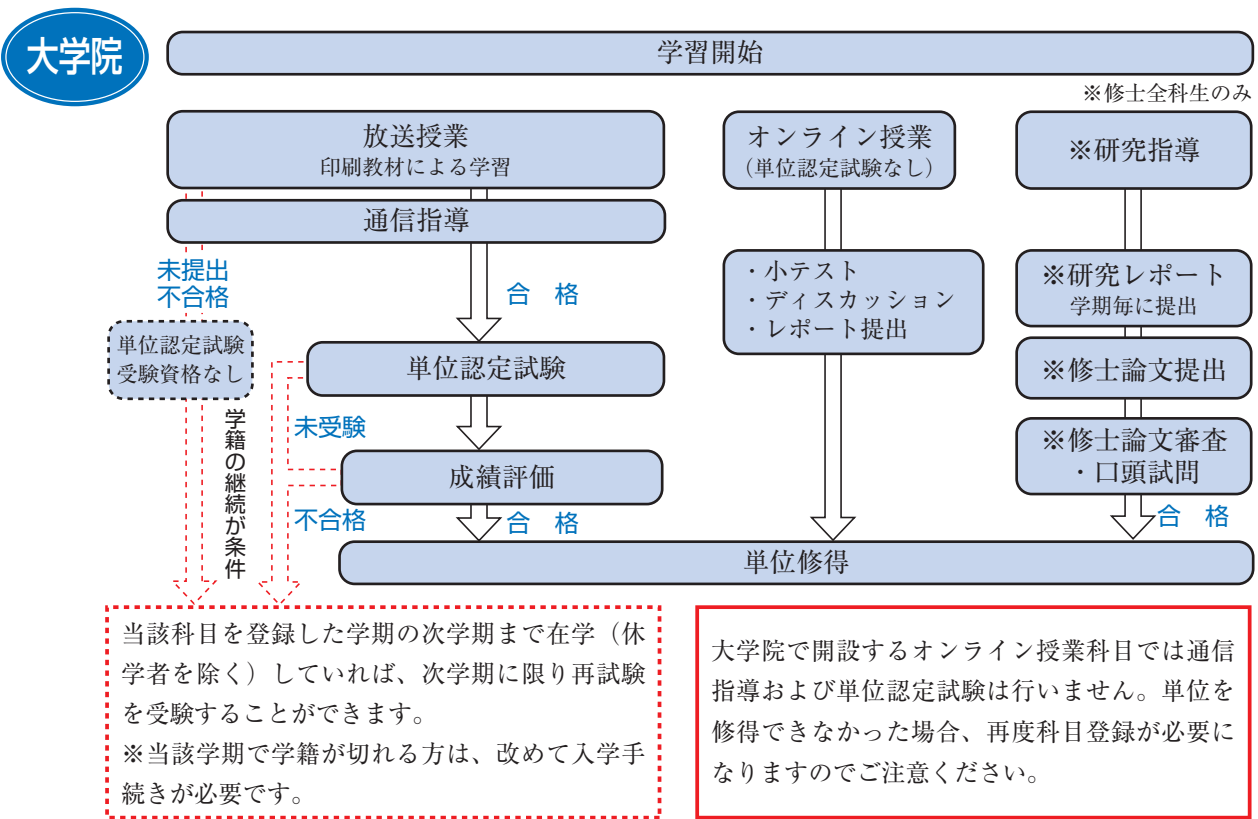 大学院
学習開始
※修士全科生のみ
放送授業
印刷教材による学習
オンライン授業
（単位認定試験なし）
※研究指導
通信指導
未提出
不合格
合　格
・小テスト
・ディスカッション
・レポート提出
※研究レポート
学期毎に提出
単位認定試験
受験資格なし
単位認定試験
※修士論文提出
学籍の継続が条件
未受験
成績評価
※修士論文審査
・口頭試問
不合格
合　格
合　格
単位修得
当該科目を登録した学期の次学期まで在学（休
学者を除く）していれば、次学期に限り再試験
を受験することができます。
※当該学期で学籍が切れる方は、改めて入学手
続きが必要です。
大学院で開設するオンライン授業科目では通信
指導および単位認定試験は行いません。単位を
修得できなかった場合、再度科目登録が必要に
なりますのでご注意ください。